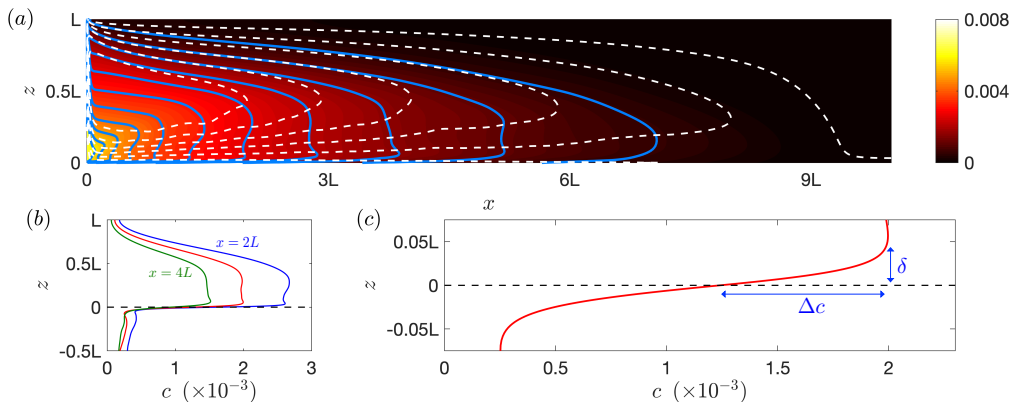 (a)
L
0.5L
0
z
0
3L
6L
9L
x
0.008
0.004
0
(b)
L
0.5L
0
-0.5L
z
x = 2L
x = 4L
0
1
2
3
c (×10⁻³)
(c)
0.05L
0
-0.05L
z
δ
Δc
0
0.5
1
1.5
2
c (×10⁻³)